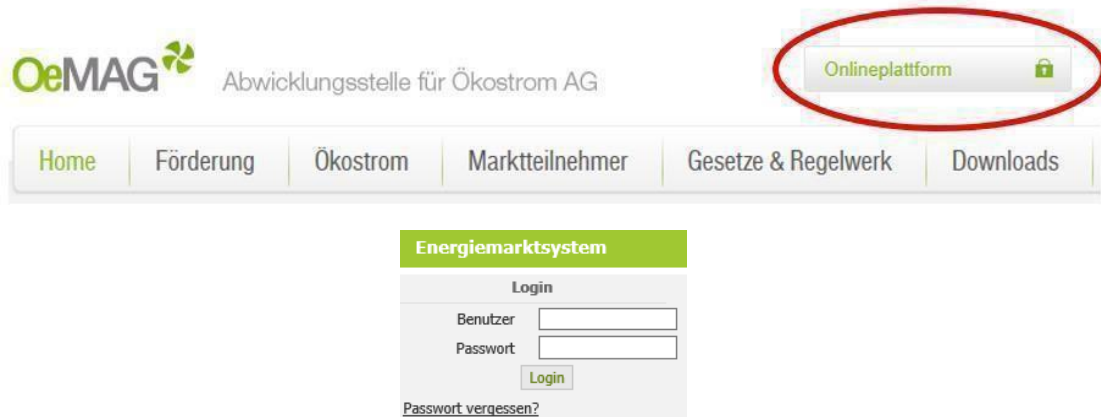 OeMAG Abwicklungsstelle für Ökostrom AG
Onlineplattform
Home Förderung Ökostrom Marktteilnehmer Gesetze & Regelwerk Downloads
Energiemarktsystem
Login
Benutzer
Passwort
Login
Passwort vergessen?